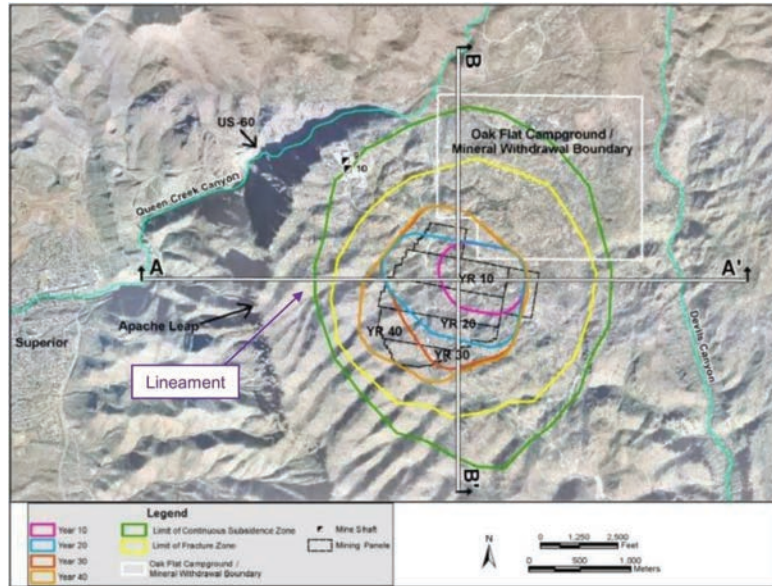 B
US-60
Oak Flat Campground /
Mineral Withdrawal Boundary
9
10
Queen Creek Canyon
A
A'
YR 10
Apache Leap
YR 20
YR 40
Superior
YR 30
Devils Canyon
Lineament
B'
Legend
Year 10
Limit of Continuous Subsidence Zone
Mine Shaft
Year 20
Limit of Fracture Zone
Mining Panels
Year 30
Oak Flat Campground /
Mineral Withdrawal Boundary
Year 40
N
0 1,250 2,500
Feet
0 500 1,000
Meters